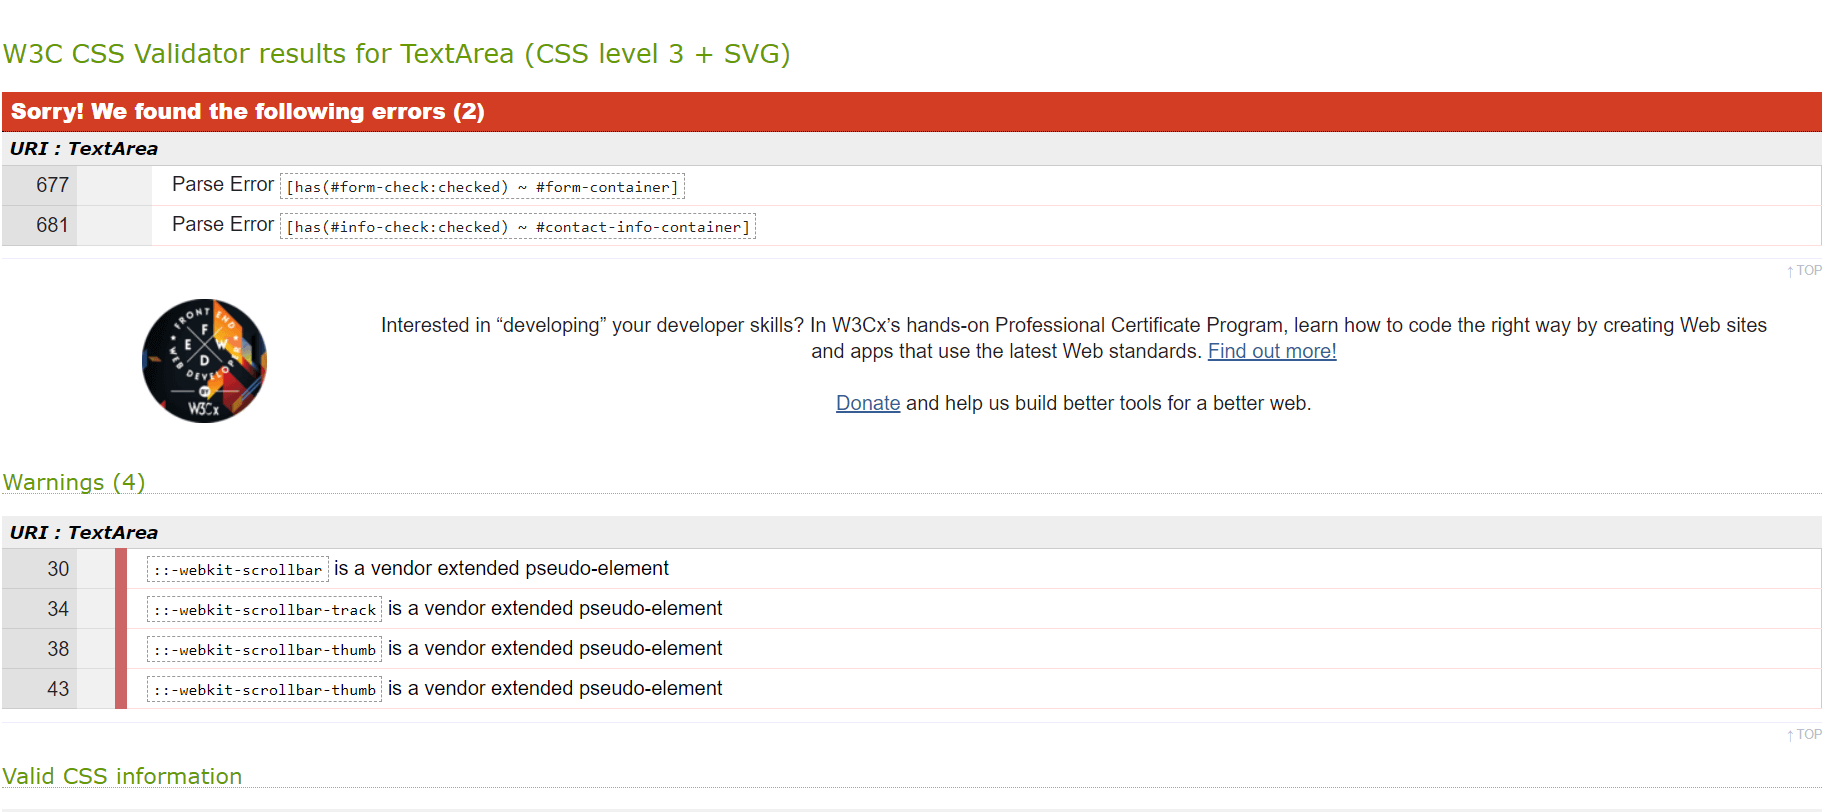 W3C CSS Validator results for TextArea (CSS level 3 + SVG)
Sorry! We found the following errors (2)
URI : TextArea
677 Parse Error [has(#form-check:checked) ~ #form-container]
681 Parse Error [has(#info-check:checked) ~ #contact-info-container]
↑ TOP
FRONT END WEB DEVELOPER
F E W D
BY
W3Cx
Interested in “developing” your developer skills? In W3Cx’s hands-on Professional Certificate Program, learn how to code the right way by creating Web sites
and apps that use the latest Web standards. Find out more!
Donate and help us build better tools for a better web.
Warnings (4)
URI : TextArea
30 ::-webkit-scrollbar is a vendor extended pseudo-element
34 ::-webkit-scrollbar-track is a vendor extended pseudo-element
38 ::-webkit-scrollbar-thumb is a vendor extended pseudo-element
43 ::-webkit-scrollbar-thumb is a vendor extended pseudo-element
↑ TOP
Valid CSS information